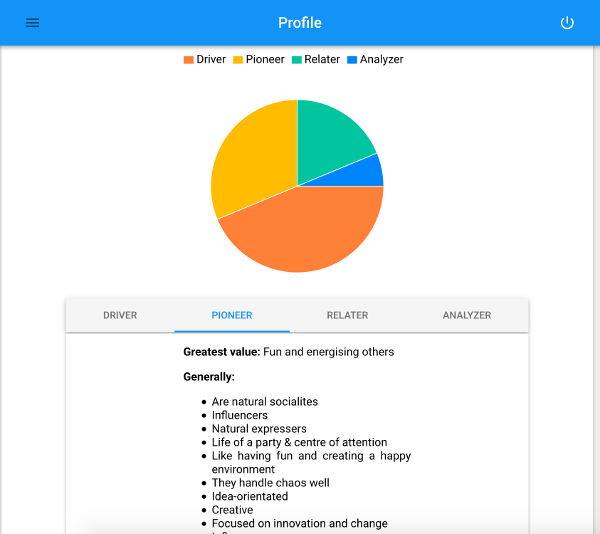 Profile
Driver Pioneer Relater Analyzer
DRIVER PIONEER RELATER ANALYZER
Greatest value: Fun and energising others
Generally:
Are natural socialites
Influencers
Natural expressers
Life of a party & centre of attention
Like having fun and creating a happy
environment
They handle chaos well
Idea-orientated
Creative
Focused on innovation and change